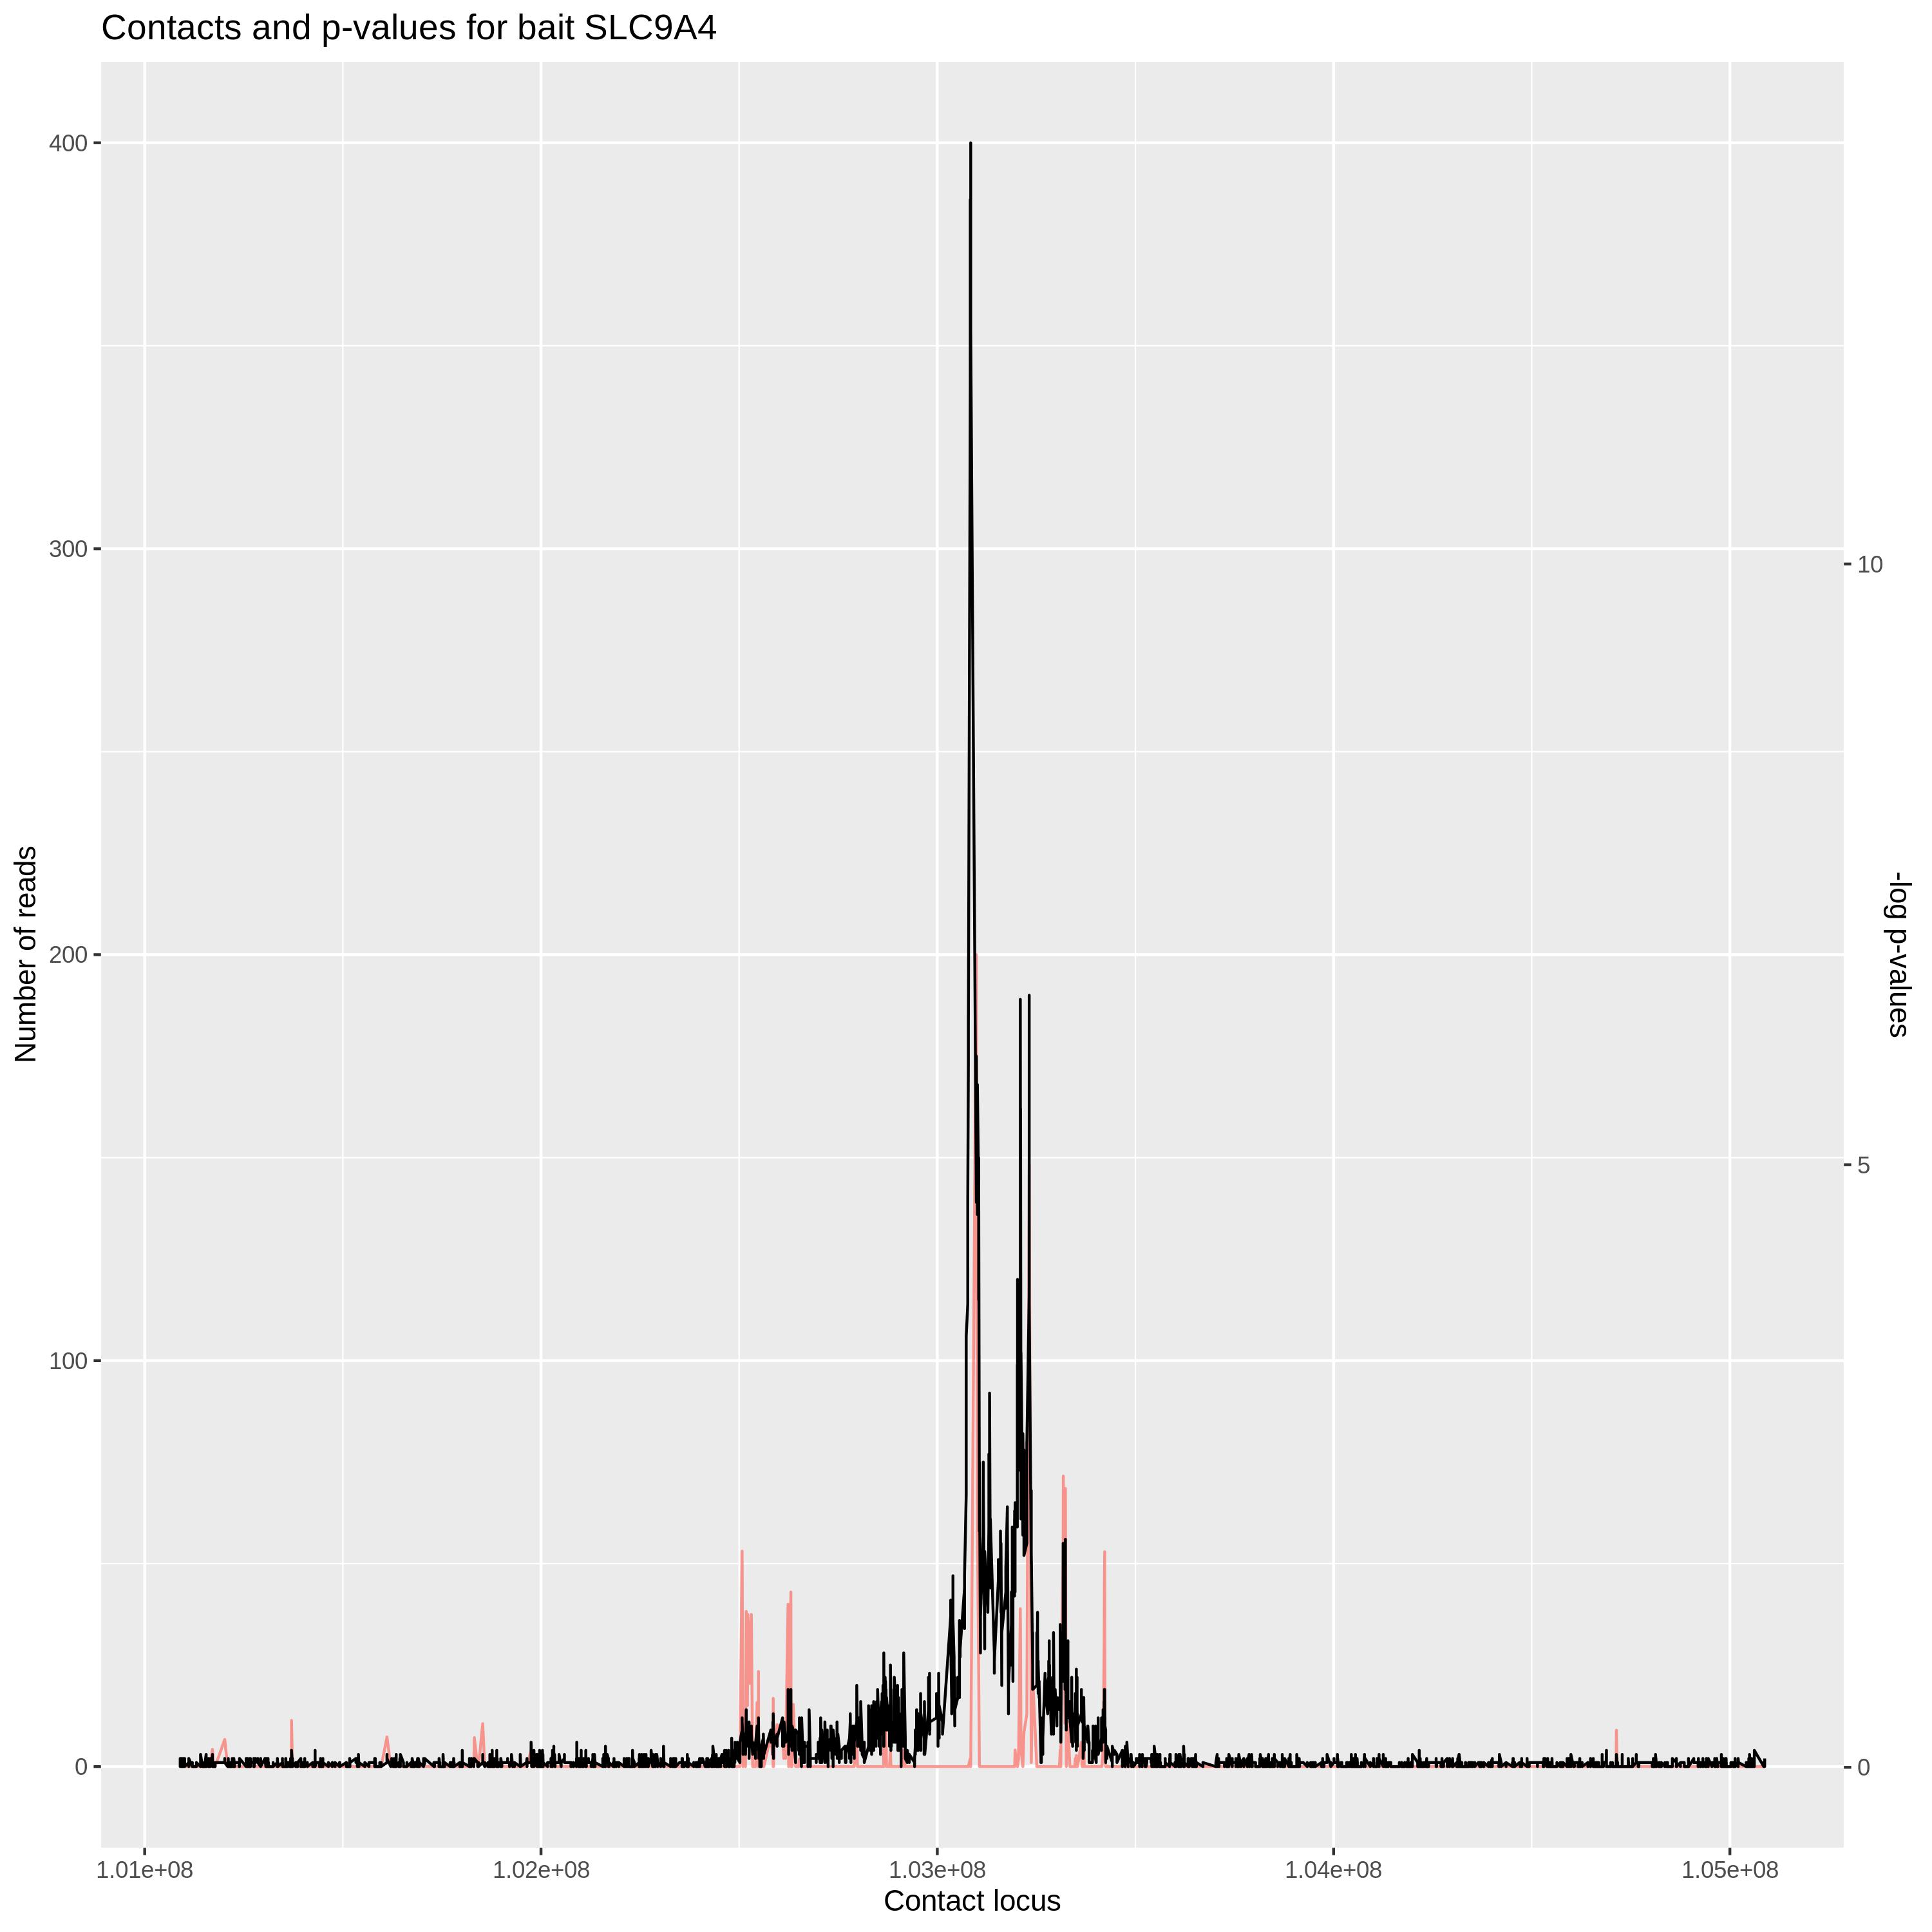 Contacts and p-values for bait SLC9A4
400
300
200
100
0
Number of reads
10
5
0
-log p-values
1.01e+08
1.02e+08
1.03e+08
1.04e+08
1.05e+08
Contact locus